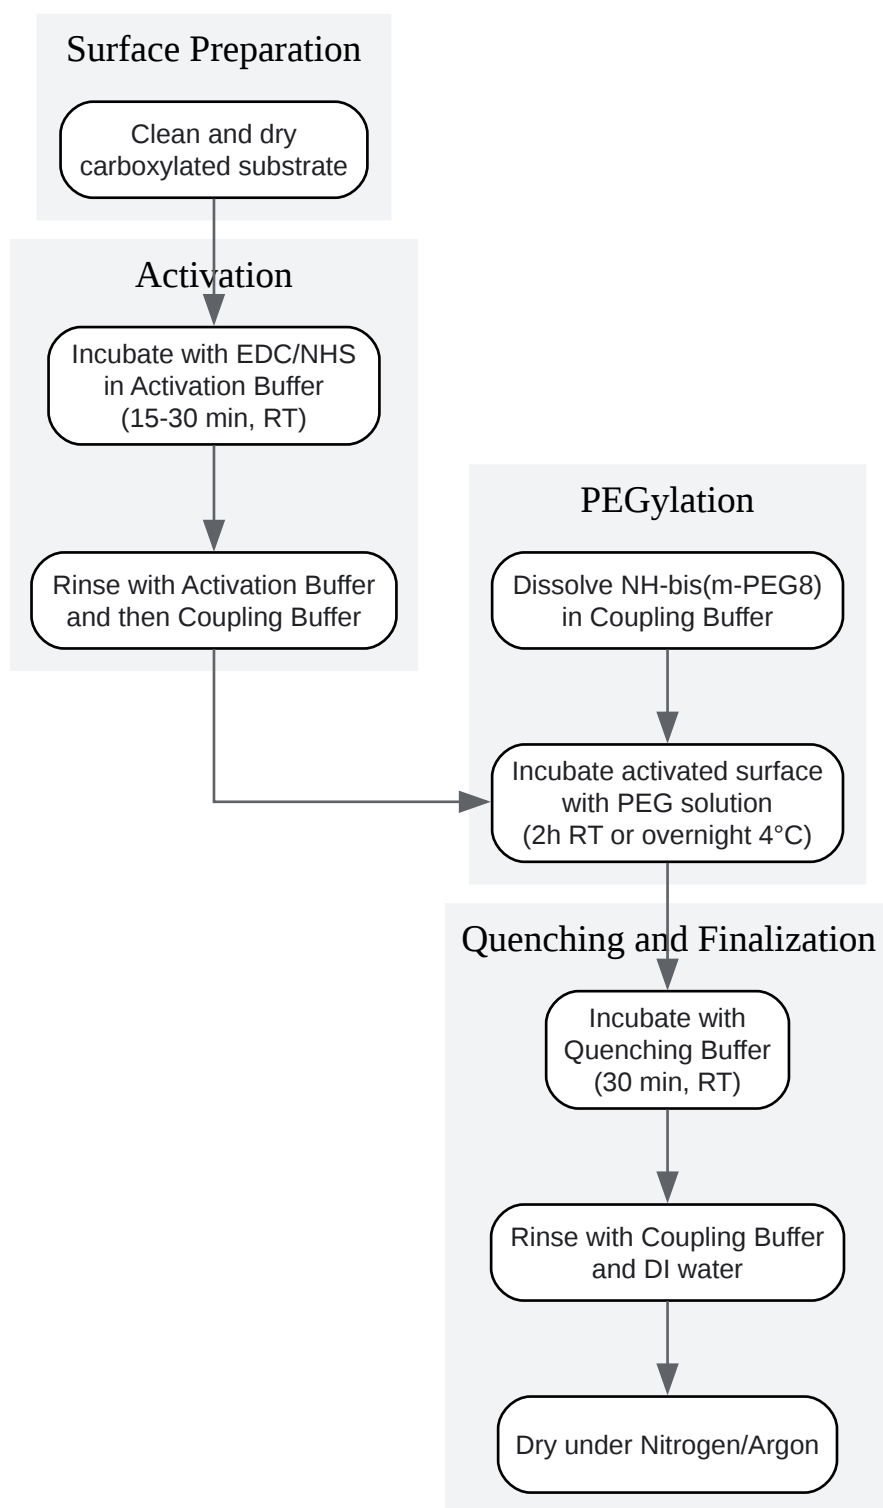 Surface Preparation
Clean and dry
carboxylated substrate
Activation
Incubate with EDC/NHS
in Activation Buffer
(15-30 min, RT)
Rinse with Activation Buffer
and then Coupling Buffer
PEGylation
Dissolve NH-bis(m-PEG8)
in Coupling Buffer
Incubate activated surface
with PEG solution
(2h RT or overnight 4°C)
Quenching and Finalization
Incubate with
Quenching Buffer
(30 min, RT)
Rinse with Coupling Buffer
and DI water
Dry under Nitrogen/Argon